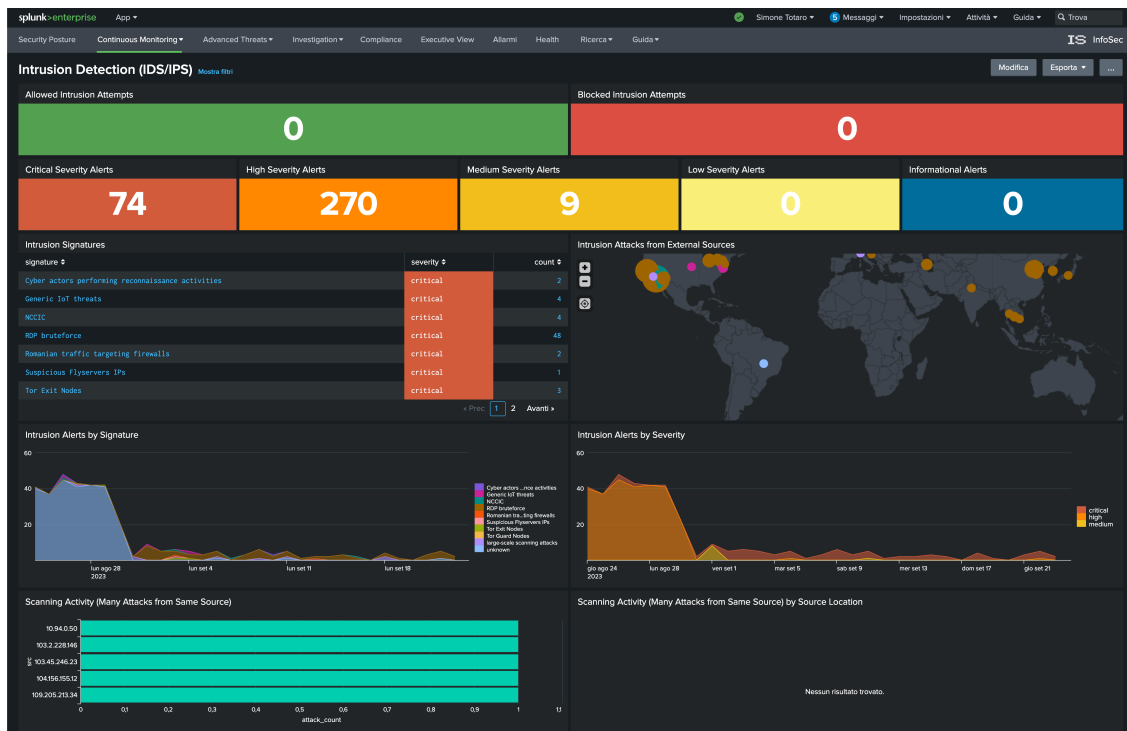 splunk>enterprise App Simone Totaro 5 Messaggi Impostazioni Attività Guida Trova
Security Posture Continuous Monitoring Advanced Threats Investigation Compliance Executive View Allarmi Health Ricerca Guida IS InfoSec
Intrusion Detection (IDS/IPS) Mostra filtri Modifica Esporta ...
Allowed Intrusion Attempts Blocked Intrusion Attempts
0 0
Critical Severity Alerts High Severity Alerts Medium Severity Alerts Low Severity Alerts Informational Alerts
74 270 9 0 0
Intrusion Signatures
signature severity count
Cyber actors performing reconnaissance activities critical 2
Generic IoT threats critical 4
NCCIC critical 4
RDP bruteforce critical 48
Romanian traffic targeting firewalls critical 2
Suspicious Flyservers IPs critical 1
Tor Exit Nodes critical 3
« Prec 1 2 Avanti »
Intrusion Attacks from External Sources
Intrusion Alerts by Signature
60
40
20
lun ago 28 lun set 4 lun set 11 lun set 18
2023
Cyber actors ...nce activities
Generic IoT threats
NCCIC
RDP bruteforce
Romanian tra...ting firewalls
Suspicious Flyservers IPs
Tor Exit Nodes
Tor Guard Nodes
large-scale scanning attacks
unknown
Intrusion Alerts by Severity
60
40
20
gio ago 24 lun ago 28 ven set 1 mar set 5 sab set 9 mer set 13 dom set 17 gio set 21
2023
critical
high
medium
Scanning Activity (Many Attacks from Same Source)
src
10.94.0.50
103.2.228.146
103.45.246.23
104.156.155.12
109.205.213.34
0 0,1 0,2 0,3 0,4 0,5 0,6 0,7 0,8 0,9 1 1,1
attack_count
Scanning Activity (Many Attacks from Same Source) by Source Location
Nessun risultato trovato.